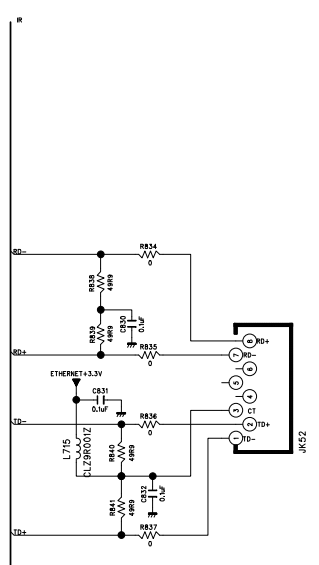 IR
RD-
R834
0
R838
49R9
R839
49R9
C830
0.1uF
8
RD+
RD+
R835
0
7
RD-
6
5
4
ETHERNET+3.3V
C831
0.1uF
3
CT
TD-
R836
0
2
TD+
1
TD-
L715
CLZ9R001Z
R840
49R9
R841
49R9
C832
0.1uF
TD+
R837
0
JK52